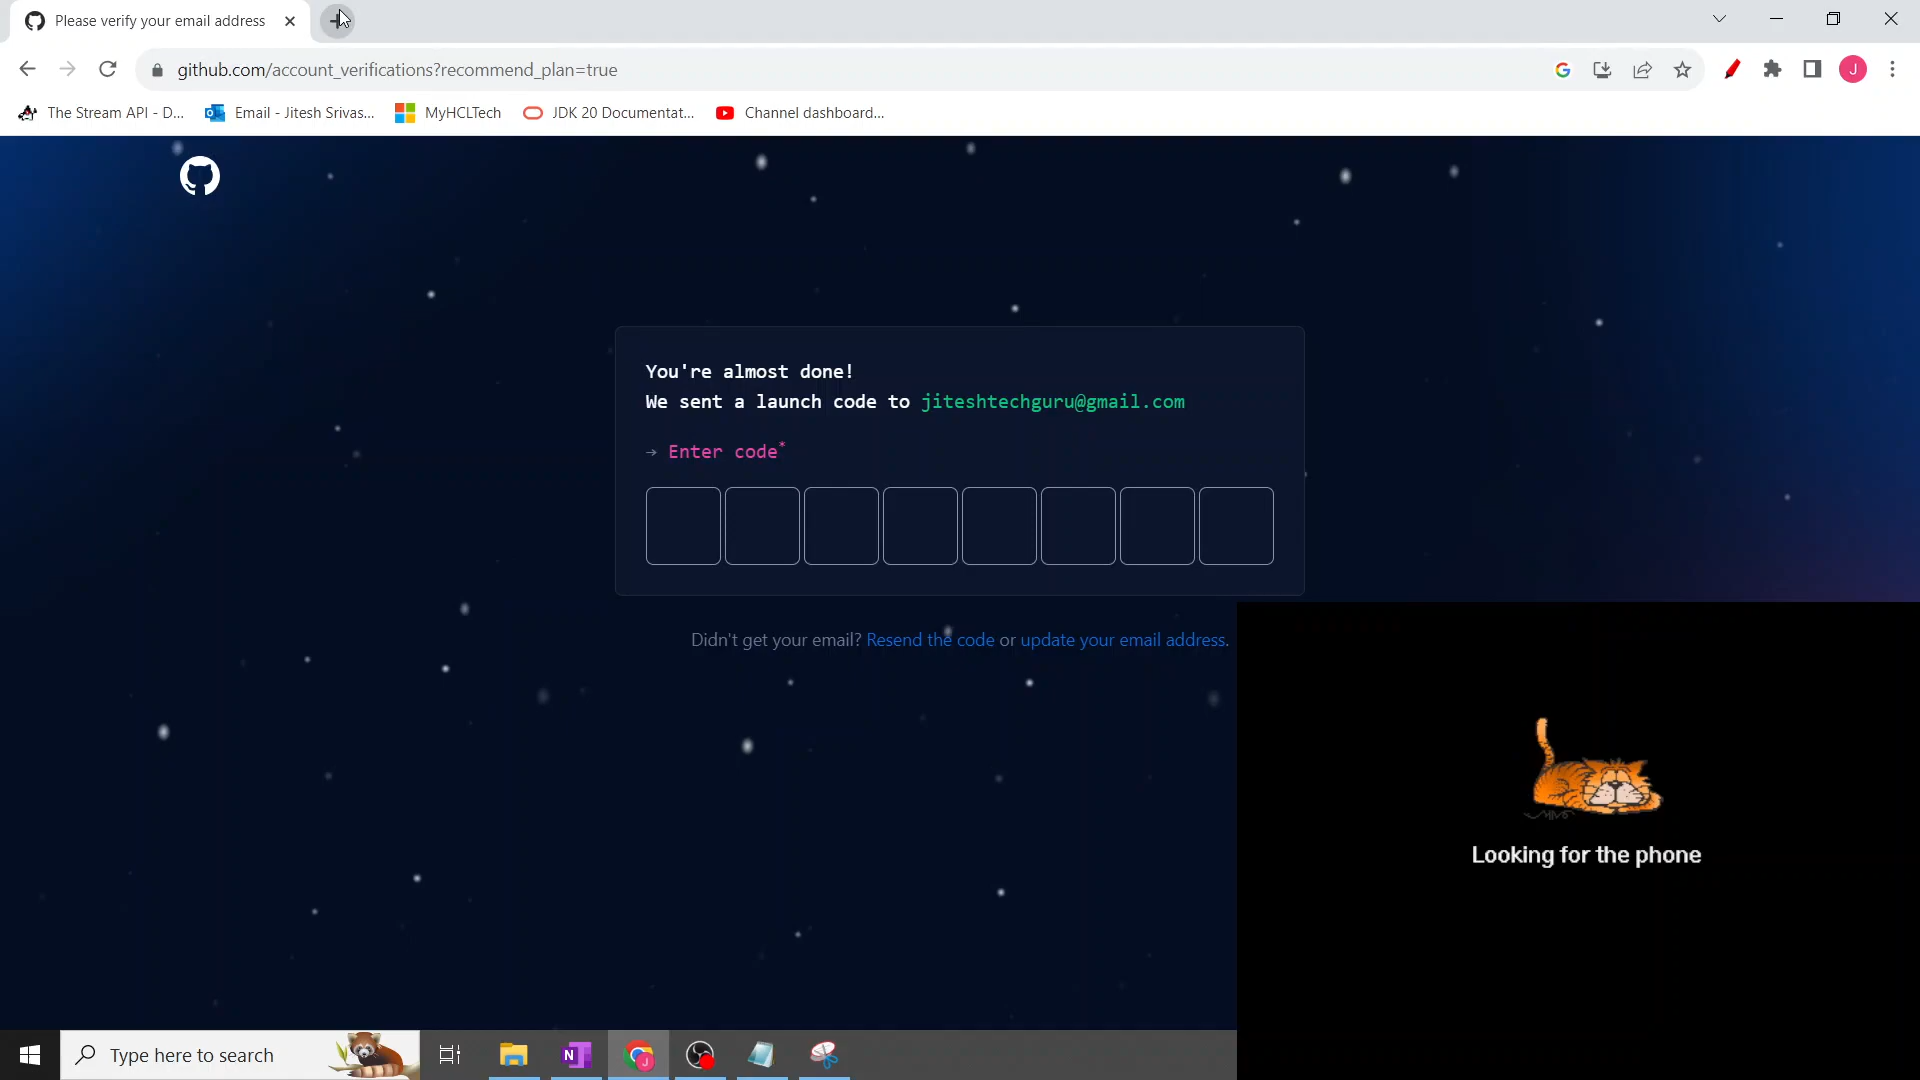 Please verify your email address
github.com/account_verifications?recommend_plan=true
J
The Stream API - D...
Email - Jitesh Srivas...
MyHCLTech
JDK 20 Documentat...
Channel dashboard...
You're almost done!
We sent a launch code to jiteshtechguru@gmail.com
→ Enter code*
Didn't get your email? Resend the code or update your email address.
Looking for the phone
Type here to search